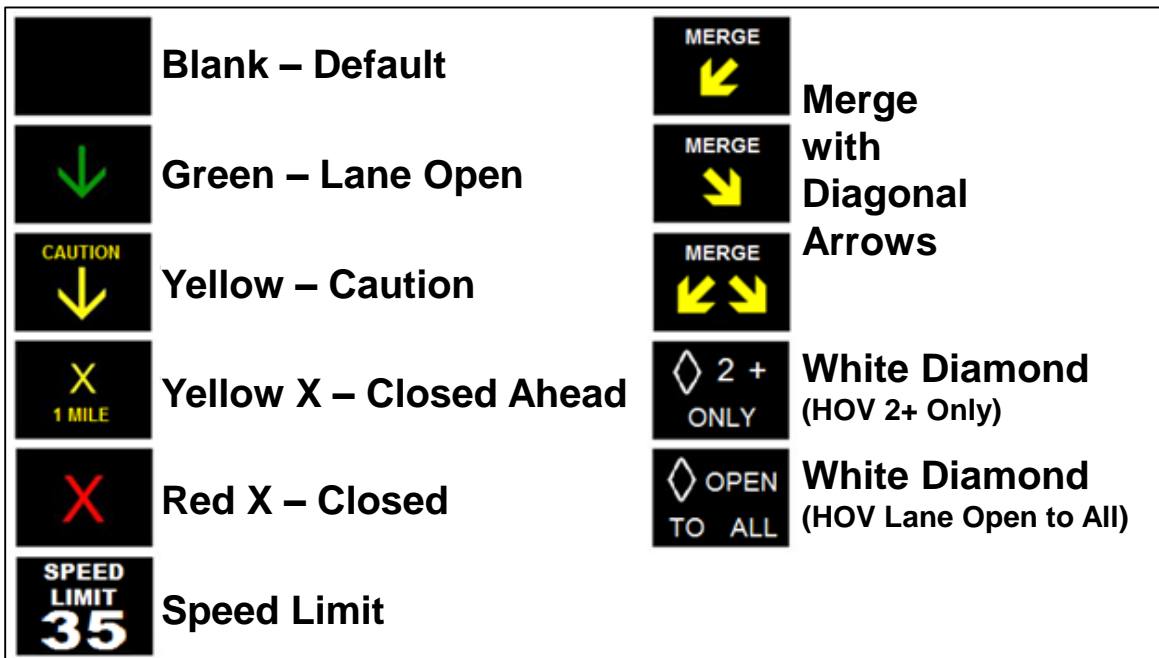 Blank – Default
Green – Lane Open
CAUTION
Yellow – Caution
X
1 MILE
Yellow X – Closed Ahead
X
Red X – Closed
SPEED
LIMIT
35
Speed Limit
MERGE
MERGE
MERGE
Merge
with
Diagonal
Arrows
2 +
ONLY
White Diamond
(HOV 2+ Only)
OPEN
TO ALL
White Diamond
(HOV Lane Open to All)